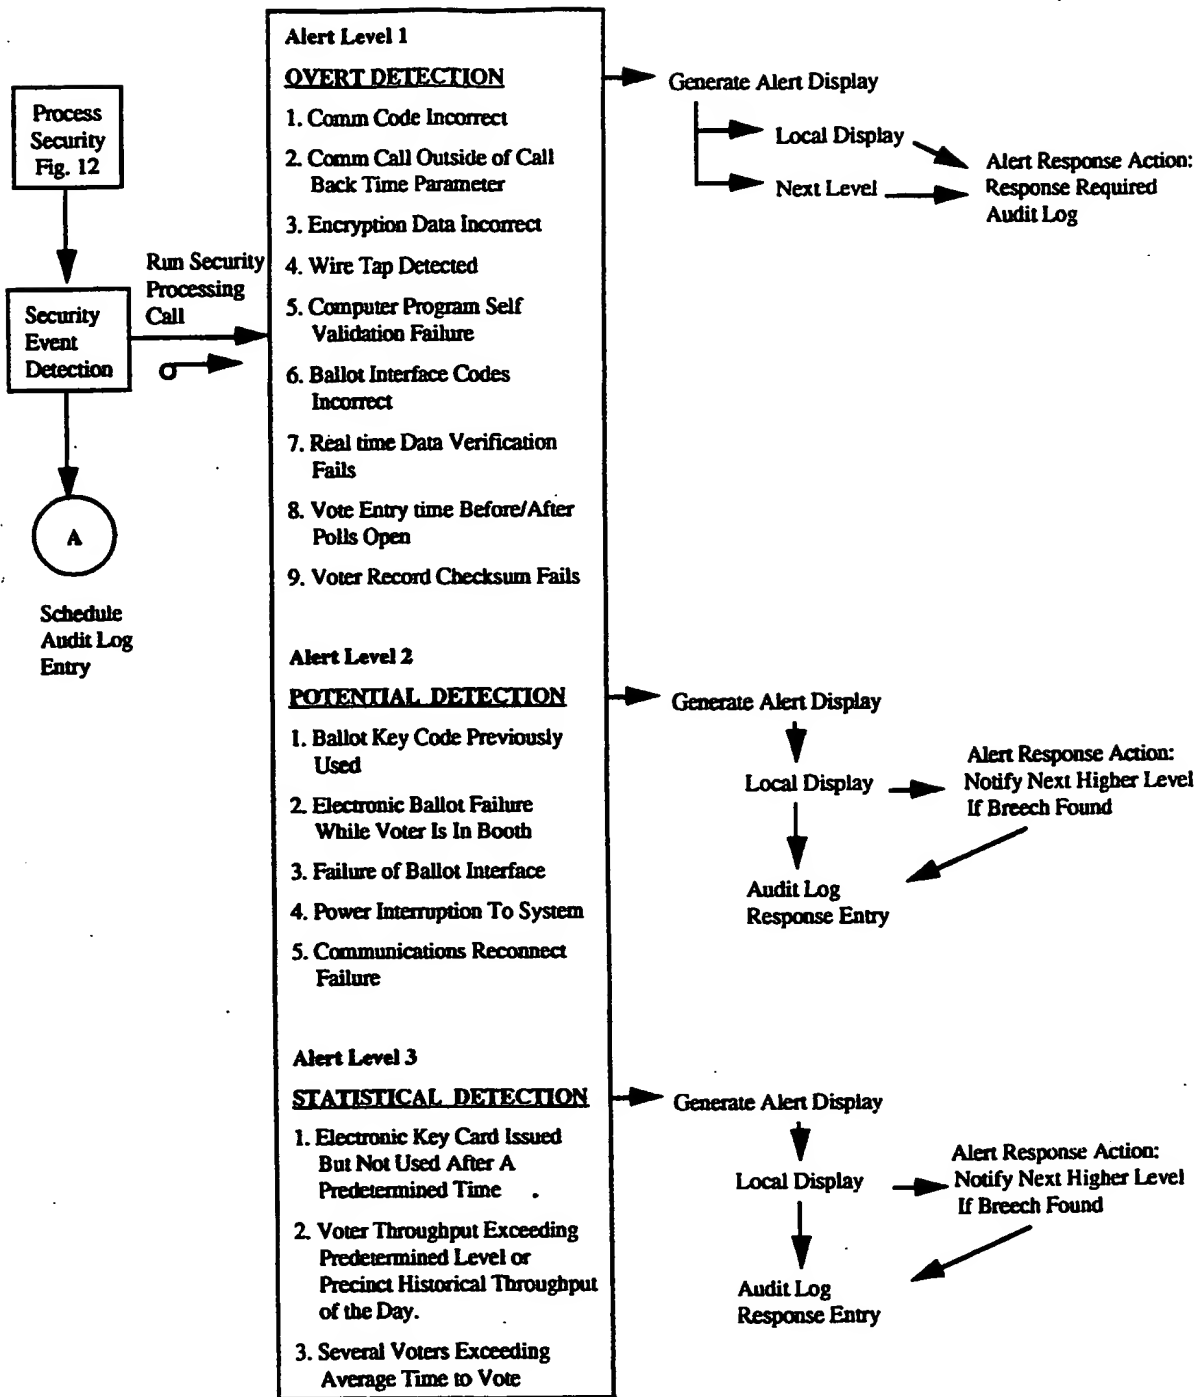 Process
Security
Fig. 12
Security
Event
Detection
Run Security
Processing
Call
A
Schedule
Audit Log
Entry
Alert Level 1
OVERT DETECTION
1. Comm Code Incorrect
2. Comm Call Outside of Call
Back Time Parameter
3. Encryption Data Incorrect
4. Wire Tap Detected
5. Computer Program Self
Validation Failure
6. Ballot Interface Codes
Incorrect
7. Real time Data Verification
Fails
8. Vote Entry time Before/After
Polls Open
9. Voter Record Checksum Fails
Generate Alert Display
Local Display
Next Level
Alert Response Action:
Response Required
Audit Log
Alert Level 2
POTENTIAL DETECTION
1. Ballot Key Code Previously
Used
2. Electronic Ballot Failure
While Voter Is In Booth
3. Failure of Ballot Interface
4. Power Interruption To System
5. Communications Reconnect
Failure
Generate Alert Display
Local Display
Alert Response Action:
Notify Next Higher Level
If Breech Found
Audit Log
Response Entry
Alert Level 3
STATISTICAL DETECTION
1. Electronic Key Card Issued
But Not Used After A
Predetermined Time
2. Voter Throughput Exceeding
Predetermined Level or
Precinct Historical Throughput
of the Day.
3. Several Voters Exceeding
Average Time to Vote
Generate Alert Display
Local Display
Alert Response Action:
Notify Next Higher Level
If Breech Found
Audit Log
Response Entry